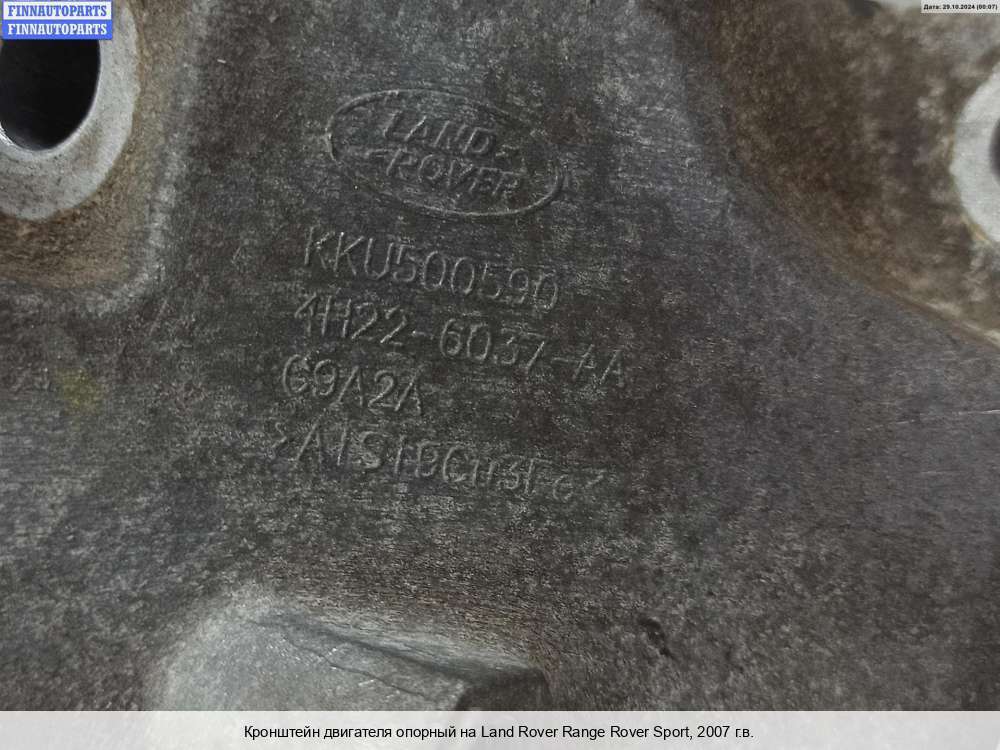 FINNAUTOPARTS
FINNAUTOPARTS
Дата: 29.10.2024 (00:07)
LAND
ROVER
KKU500590
4H22-6037-AA
G9A2A
>AlSi9Cu3Fe<
Кронштейн двигателя опорный на Land Rover Range Rover Sport, 2007 г.в.